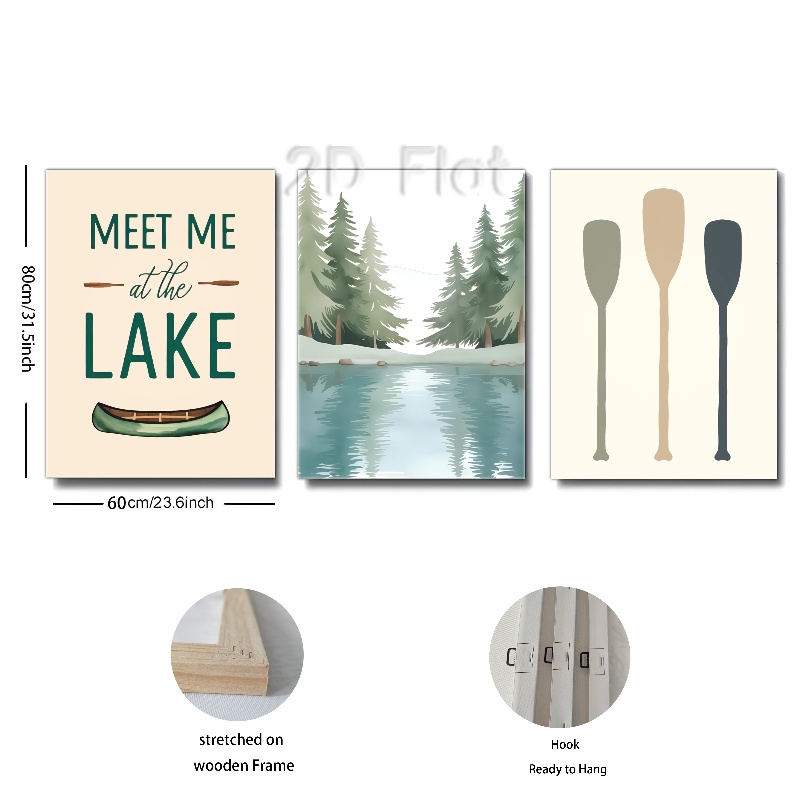 2D Flat
MEET ME
at the
LAKE
80cm/31.5inch
60cm/23.6inch
stretched on
wooden Frame
Hook
Ready to Hang